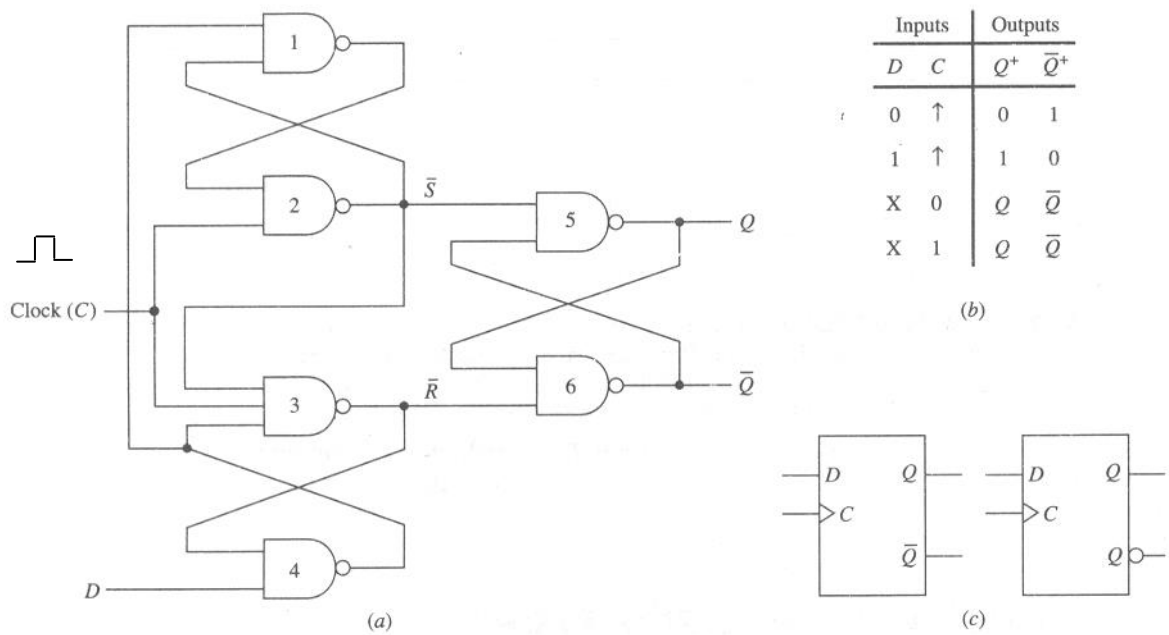 1
2
S̅
Clock (C)
3
R̅
4
D
5
Q
6
Q̅
(a)
Inputs Outputs
D C Q⁺ Q̅⁺
0 ↑ 0 1
1 ↑ 1 0
X 0 Q Q̅
X 1 Q Q̅
(b)
D Q
C
Q̅
D Q
C
Q
(c)